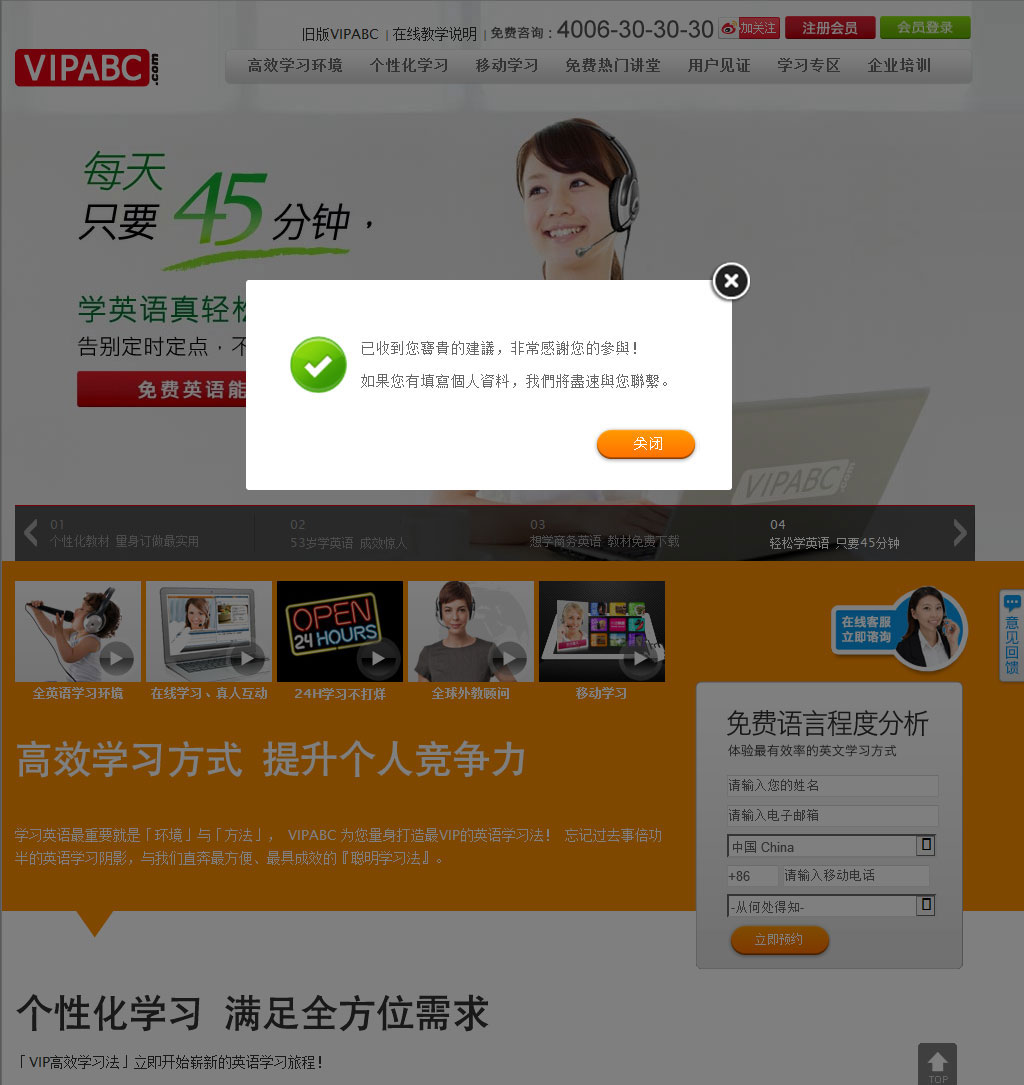 旧版VIPABC | 在线教学说明 | 免费咨询：4006-30-30-30 加关注 注册会员 会员登录
VIPABC.com
高效学习环境 个性化学习 移动学习 免费热门讲堂 用户见证 学习专区 企业培训
每天
只要 45 分钟，
学英语真轻松
告别定时定点，不
免费英语能
已收到您寶貴的建議，非常感謝您的參與！
如果您有填寫個人資料，我們將盡速與您聯繫。
关闭
VIPABC.com
01 02 03 04
个性化教材 量身订做最实用 53岁学英语 成效惊人 想学商务英语 教材免费下载 轻松学英语 只要45分钟
OPEN
24 HOURS
在线客服
立即谘询
意见回馈
全英语学习环境 在线学习、真人互动 24H学习不打烊 全球外教顾问 移动学习
免费语言程度分析
体验最有效率的英文学习方式
高效学习方式 提升个人竞争力
请输入您的姓名
请输入电子邮箱
学习英语最重要就是「环境」与「方法」， VIPABC 为您量身打造最VIP的英语学习法！ 忘记过去事倍功
半的英语学习阴影，与我们直奔最方便、最具成效的『聪明学习法』。
中国 China
+86 请输入移动电话
-从何处得知-
立即预约
个性化学习 满足全方位需求
「VIP高效学习法」立即开始崭新的英语学习旅程！
TOP